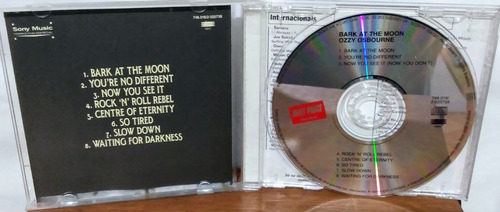 Sony Music
1. BARK AT THE MOON
2. YOU'RE NO DIFFERENT
3. NOW YOU SEE IT
4. ROCK 'N' ROLL REBEL
5. CENTRE OF ETERNITY
6. SO TIRED
7. SLOW DOWN
8. WAITING FOR DARKNESS
Internacionais
BARK AT THE MOON
OZZY OSBOURNE
1. BARK AT THE MOON
2. YOU'RE NO DIFFERENT
3. NOW YOU SEE IT (NOW YOU DON'T)
4. ROCK 'N' ROLL REBEL
5. CENTRE OF ETERNITY
6. SO TIRED
7. SLOW DOWN
8. WAITING FOR DARKNESS